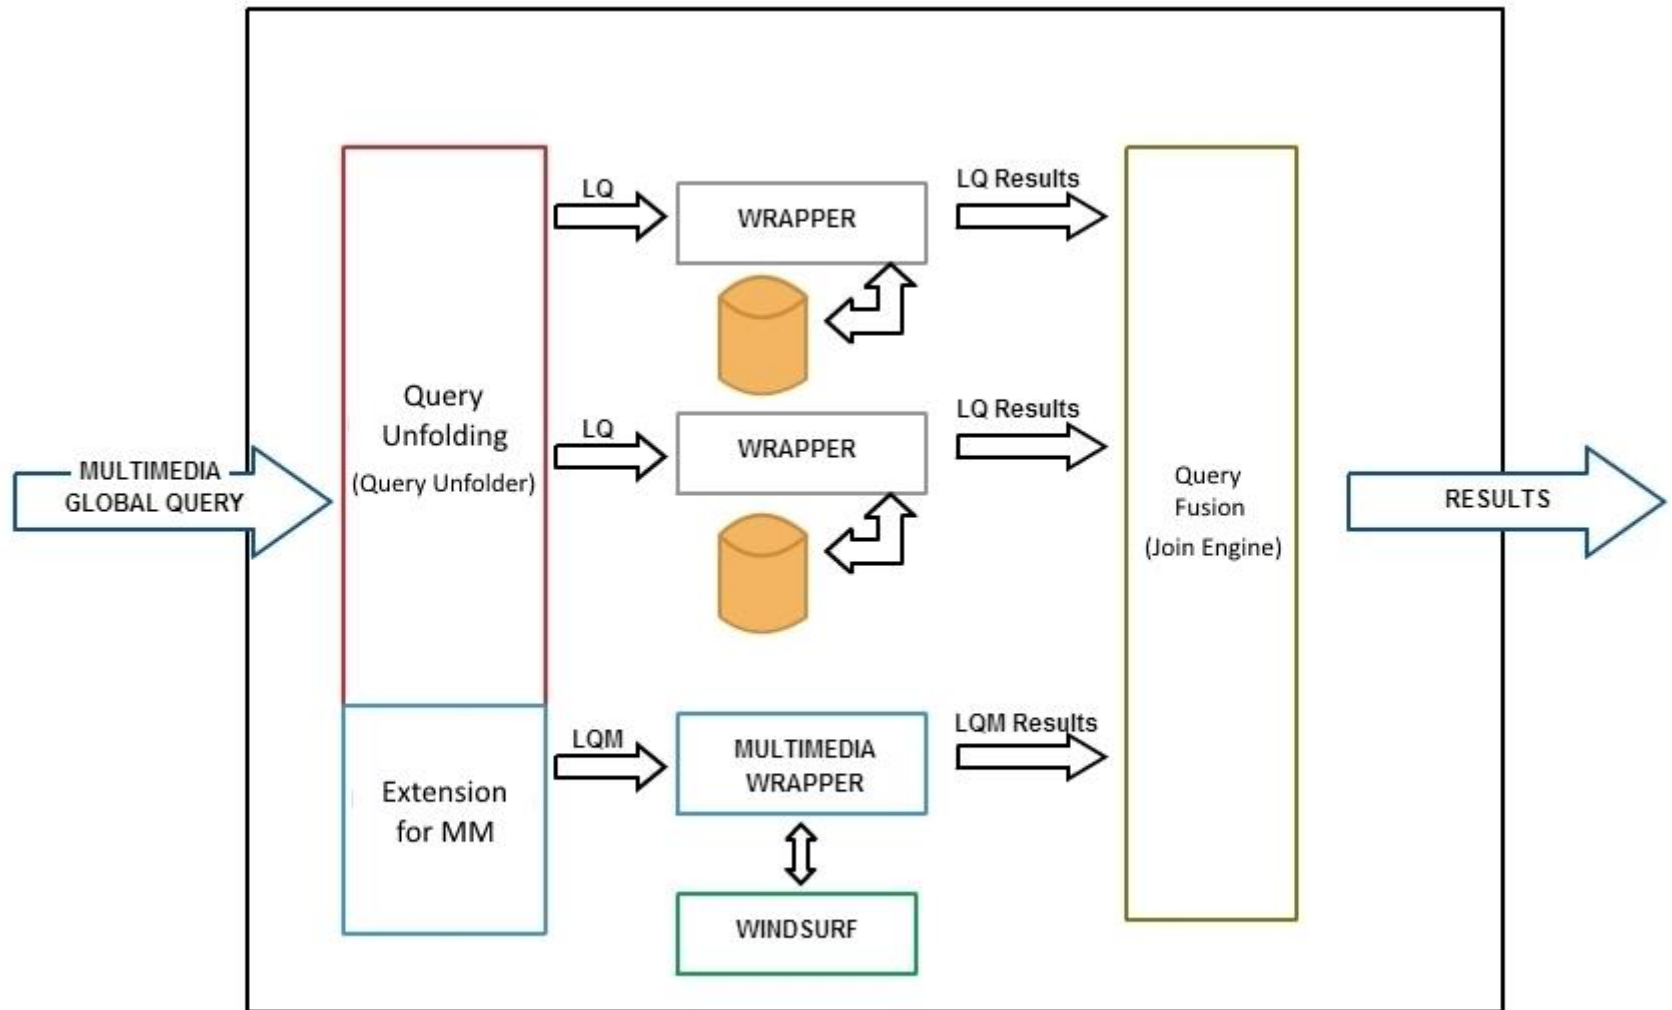 MULTIMEDIA
GLOBAL QUERY
Query
Unfolding
(Query Unfolder)
Extension
for MM
LQ
WRAPPER
LQ Results
LQ
WRAPPER
LQ Results
LQM
MULTIMEDIA
WRAPPER
LQM Results
WINDSURF
Query
Fusion
(Join Engine)
RESULTS